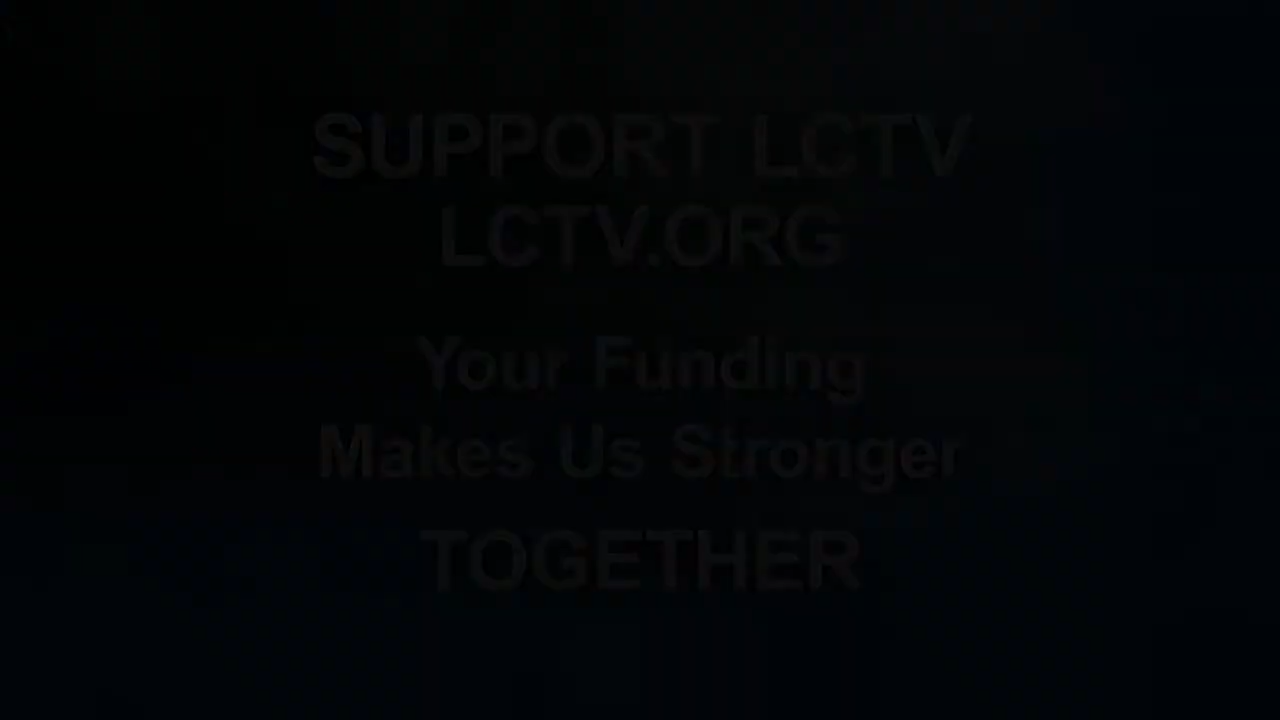 SUPPORT LCTV
LCTV.ORG
Your Funding
Makes Us Stronger
TOGETHER